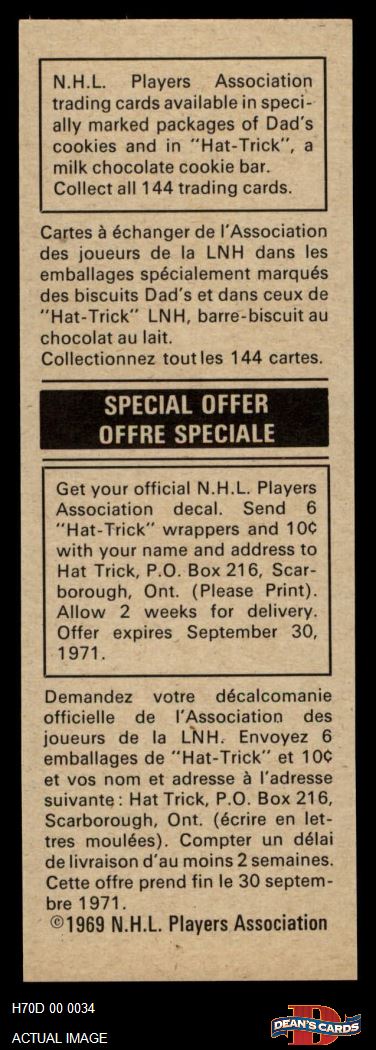 N.H.L. Players Association
trading cards available in speci-
ally marked packages of Dad's
cookies and in "Hat-Trick", a
milk chocolate cookie bar.
Collect all 144 trading cards.
Cartes à échanger de l'Association
des joueurs de la LNH dans les
emballages spécialement marqués
des biscuits Dad's et dans ceux de
"Hat-Trick" LNH, barre-biscuit au
chocolat au lait.
Collectionnez toutles 144 cartes.
SPECIAL OFFER
OFFRE SPECIALE
Get your official N.H.L. Players
Association decal. Send 6
"Hat-Trick" wrappers and 10¢
with your name and address to
Hat Trick, P.O. Box 216, Scar-
borough, Ont. (Please Print).
Allow 2 weeks for delivery.
Offer expires September 30,
1971.
Demandez votre décalcomanie
officielle de l'Association des
joueurs de la LNH. Envoyez 6
emballages de "Hat-Trick" et 10¢
et vos nom et adresse à l'adresse
suivante : Hat Trick, P.O. Box 216,
Scarborough, Ont. (écrire en let-
tres moulées). Compter un délai
de livraison d'au moins 2 semaines.
Cette offre prend fin le 30 septem-
bre 1971.
©1969 N.H.L. Players Association
H70D 00 0034
ACTUAL IMAGE
D
DEAN'S CARDS